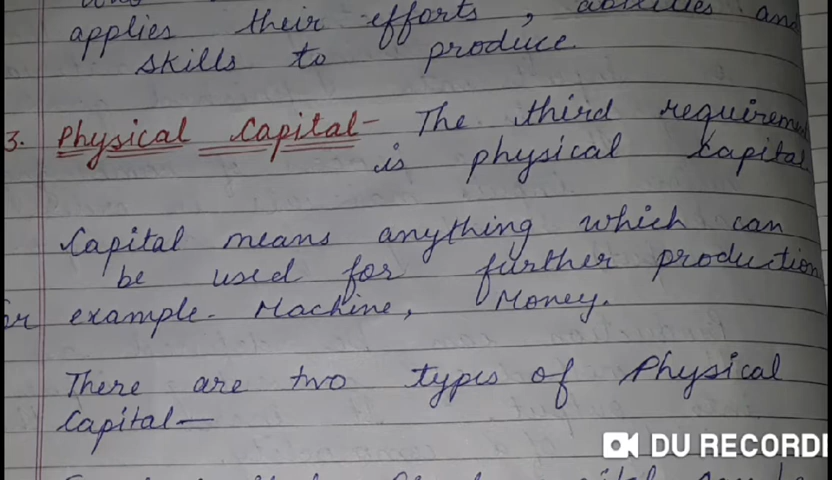 applies their efforts, abilities and
skills to produce
3. Physical Capital- The third
is physical Capital
Capital means anything which can
be used for further production
example- Machine, Money.
There are two types of Physical
Capital—
DU RECORDI